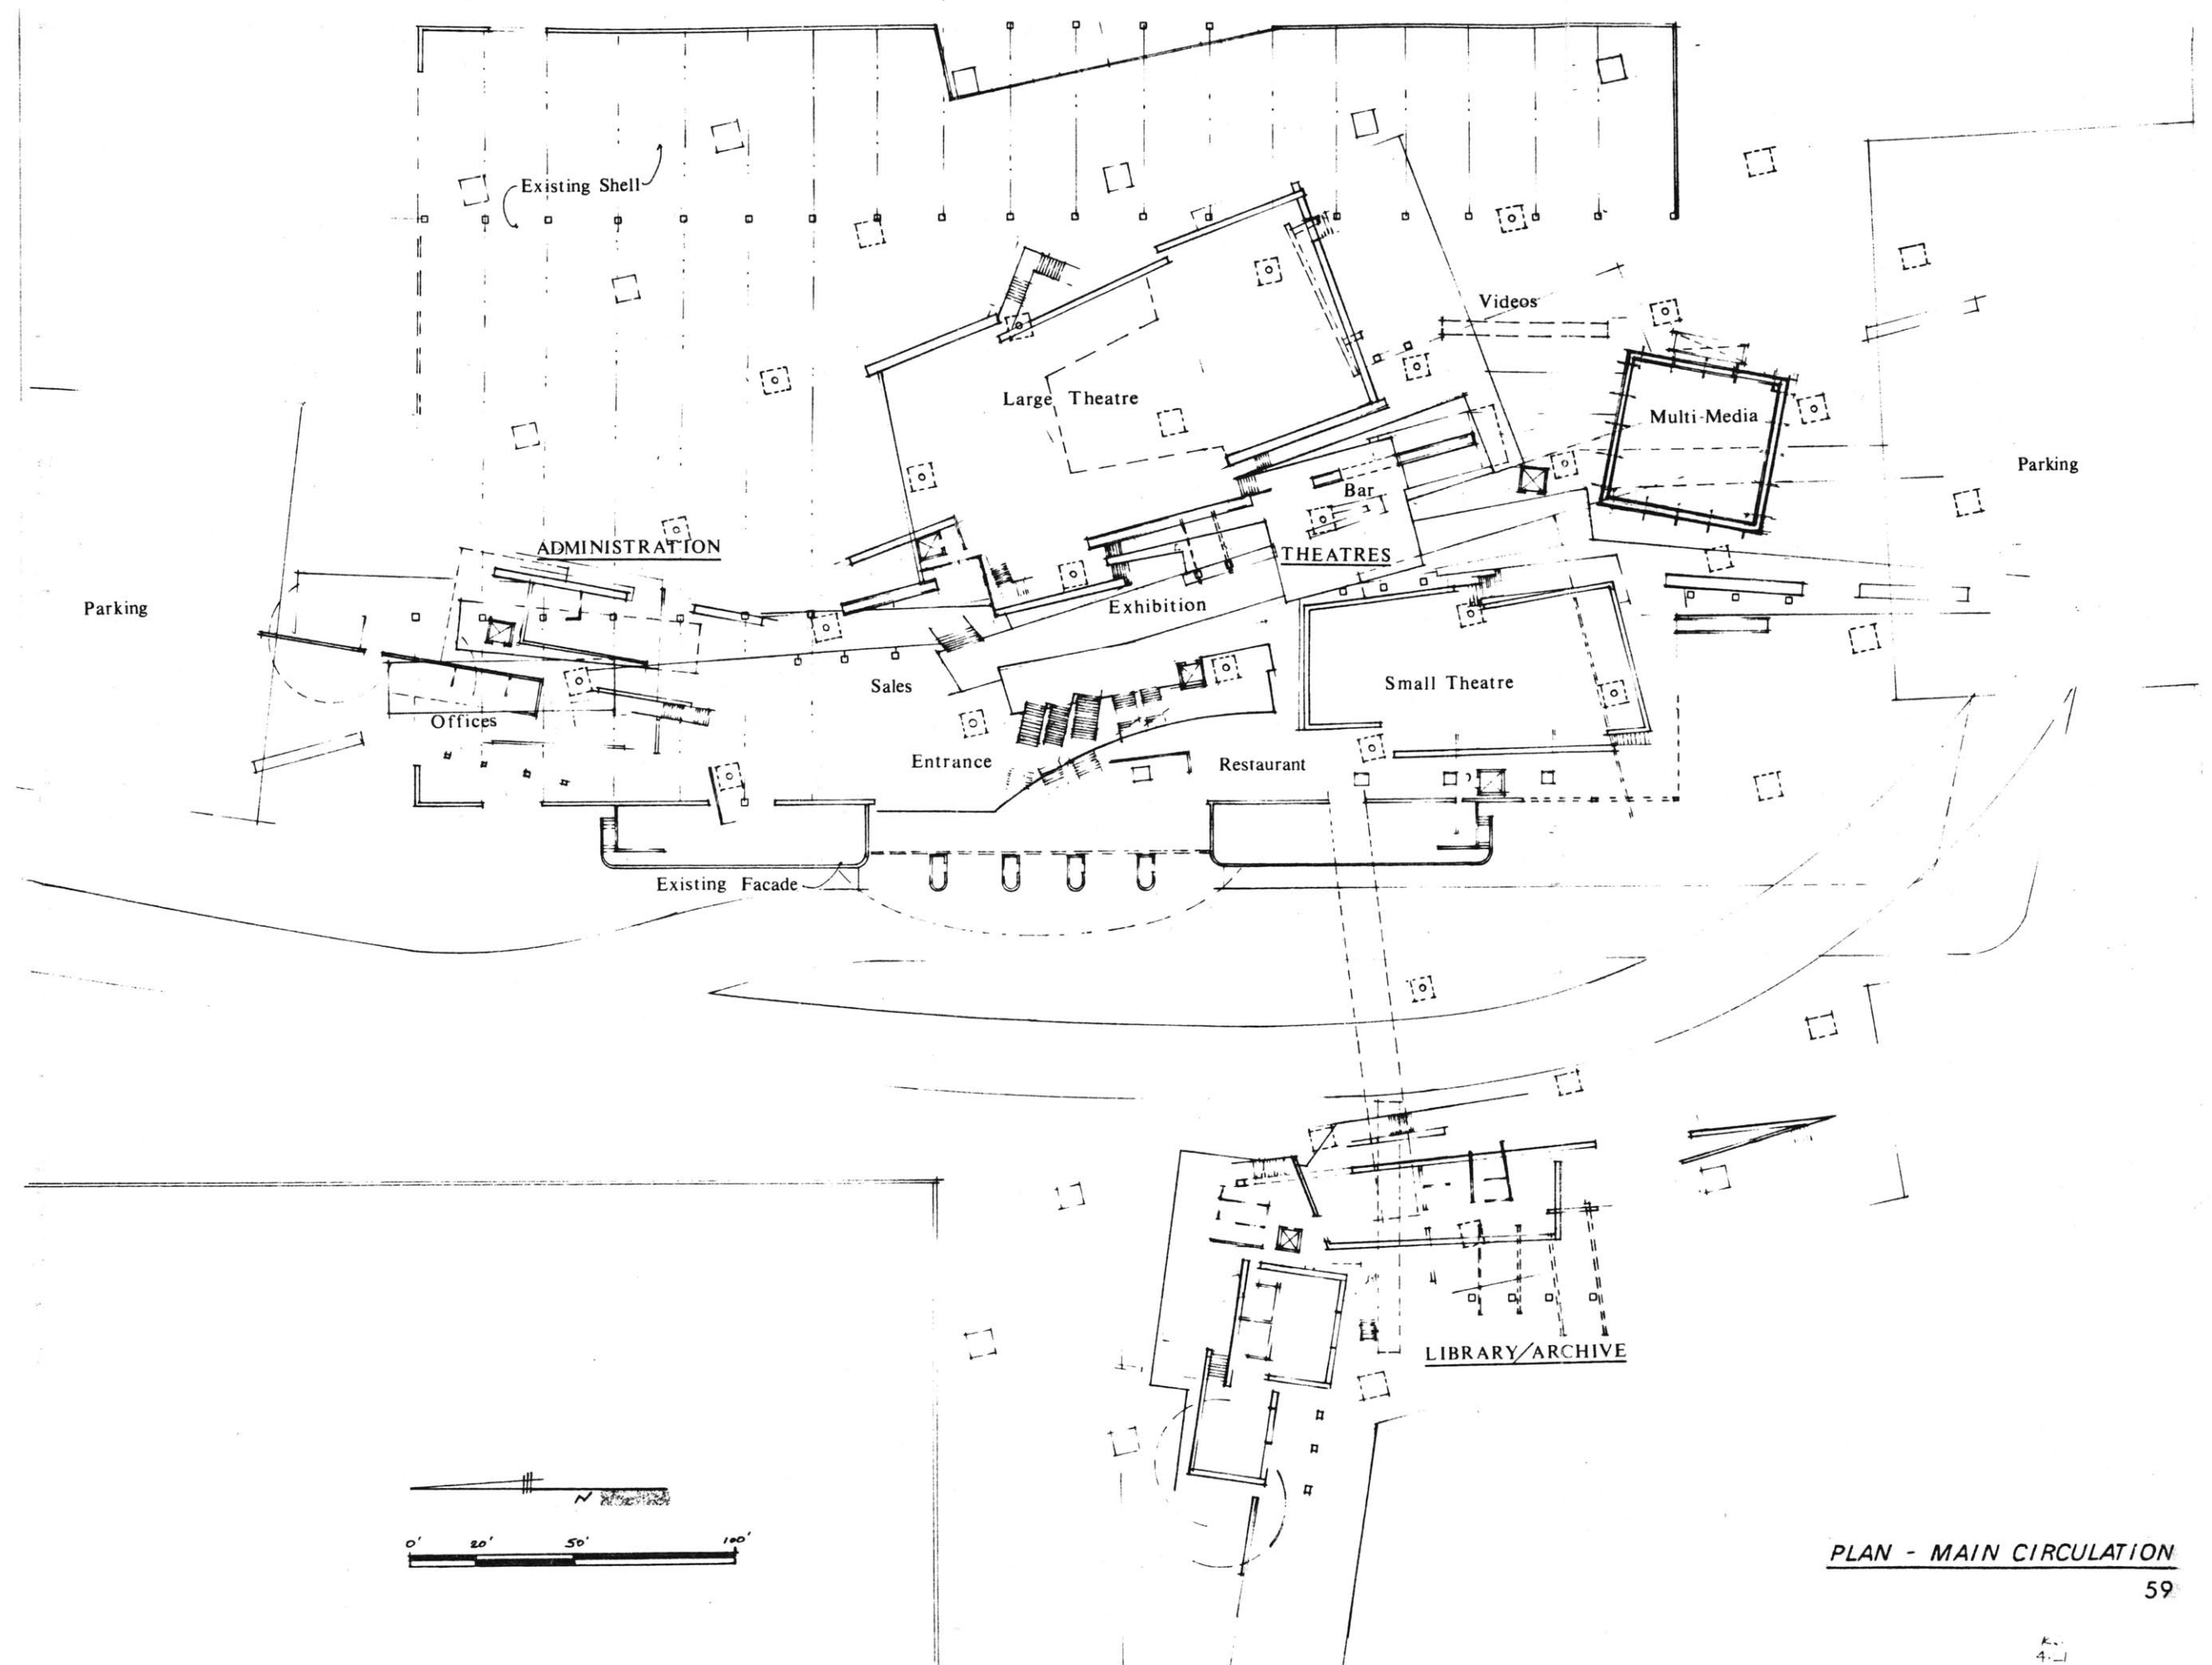 Existing Shell
Videos
Large Theatre
Multi-Media
Parking
Bar
ADMINISTRATION
THEATRES
Parking
Exhibition
Sales
Small Theatre
Offices
Entrance
Restaurant
Existing Facade
LIBRARY/ARCHIVE
N
0' 20' 50' 100'
PLAN - MAIN CIRCULATION
59